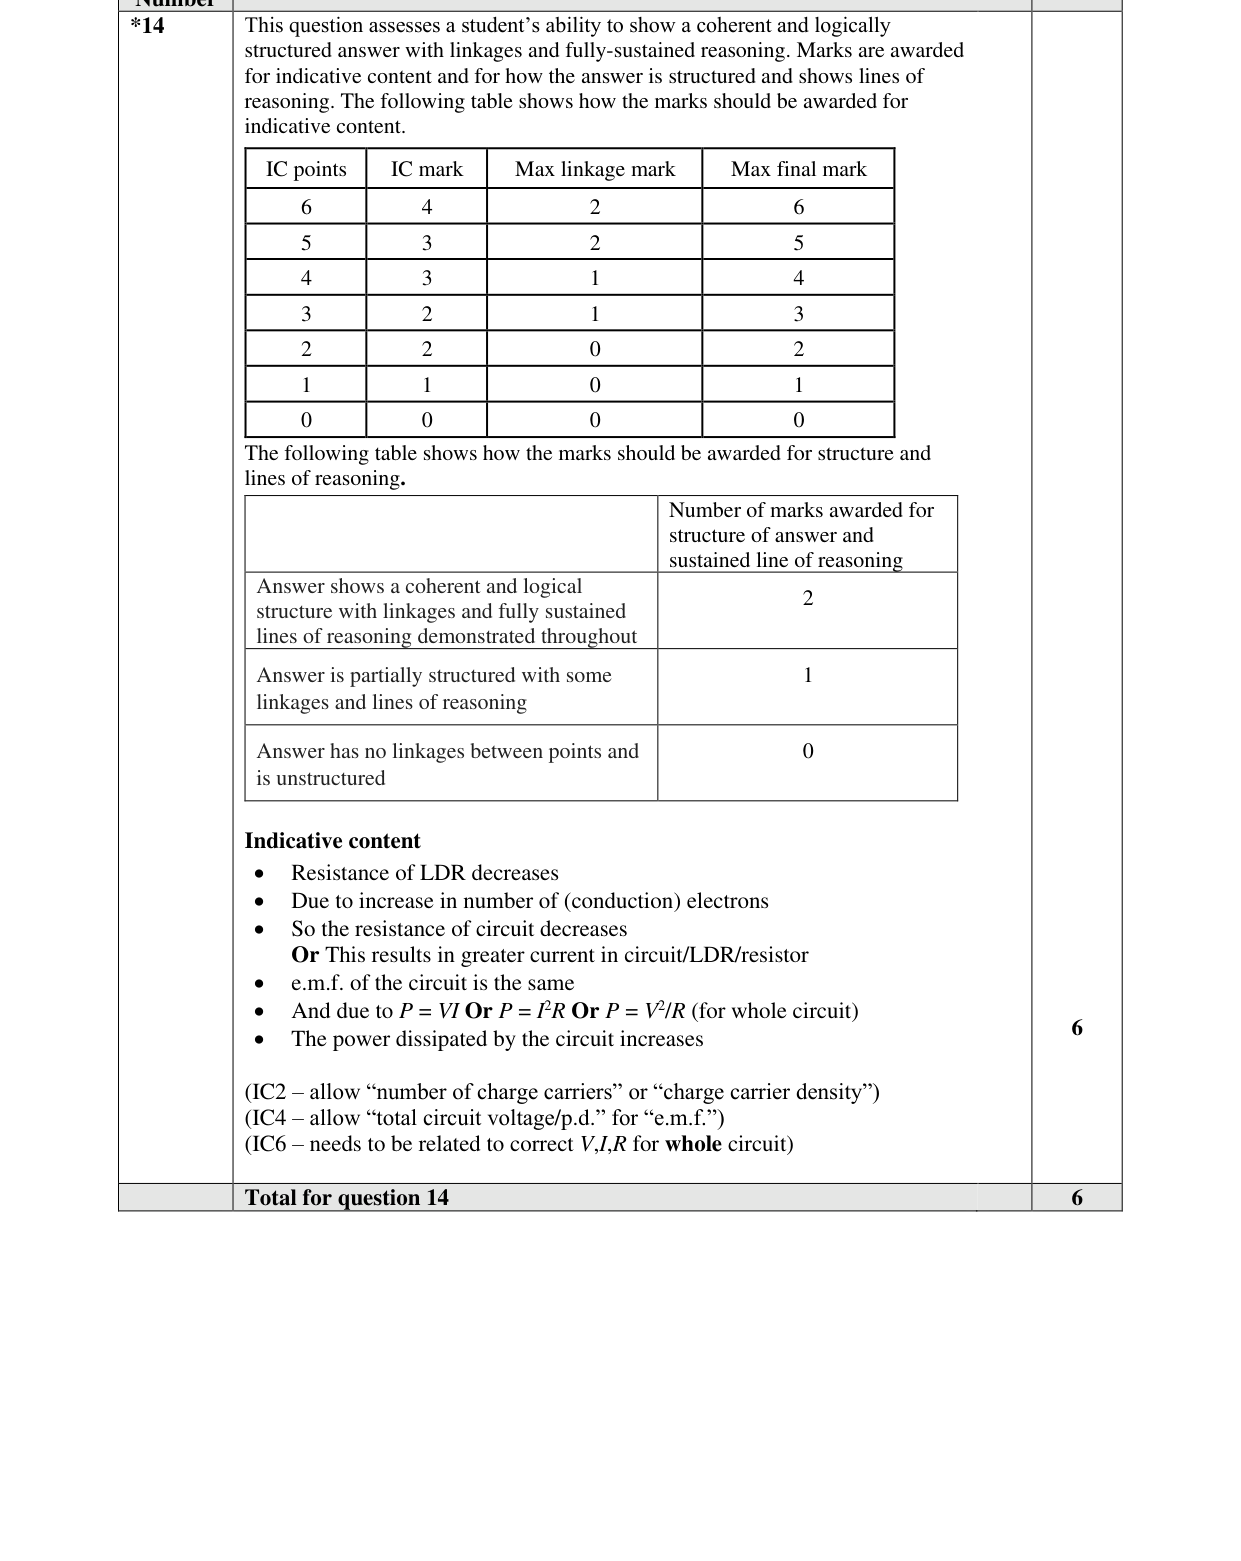 Number
*14
This question assesses a student’s ability to show a coherent and logically
structured answer with linkages and fully-sustained reasoning. Marks are awarded
for indicative content and for how the answer is structured and shows lines of
reasoning. The following table shows how the marks should be awarded for
indicative content.
IC points IC mark Max linkage mark Max final mark
6 4 2 6
5 3 2 5
4 3 1 4
3 2 1 3
2 2 0 2
1 1 0 1
0 0 0 0
The following table shows how the marks should be awarded for structure and
lines of reasoning.
Number of marks awarded for
structure of answer and
sustained line of reasoning
Answer shows a coherent and logical
structure with linkages and fully sustained
lines of reasoning demonstrated throughout
2
Answer is partially structured with some
linkages and lines of reasoning
1
Answer has no linkages between points and
is unstructured
0
Indicative content
• Resistance of LDR decreases
• Due to increase in number of (conduction) electrons
• So the resistance of circuit decreases
Or This results in greater current in circuit/LDR/resistor
• e.m.f. of the circuit is the same
• And due to P = VI Or P = I²R Or P = V²/R (for whole circuit)
• The power dissipated by the circuit increases
6
(IC2 – allow “number of charge carriers” or “charge carrier density”)
(IC4 – allow “total circuit voltage/p.d.” for “e.m.f.”)
(IC6 – needs to be related to correct V,I,R for whole circuit)
Total for question 14 6